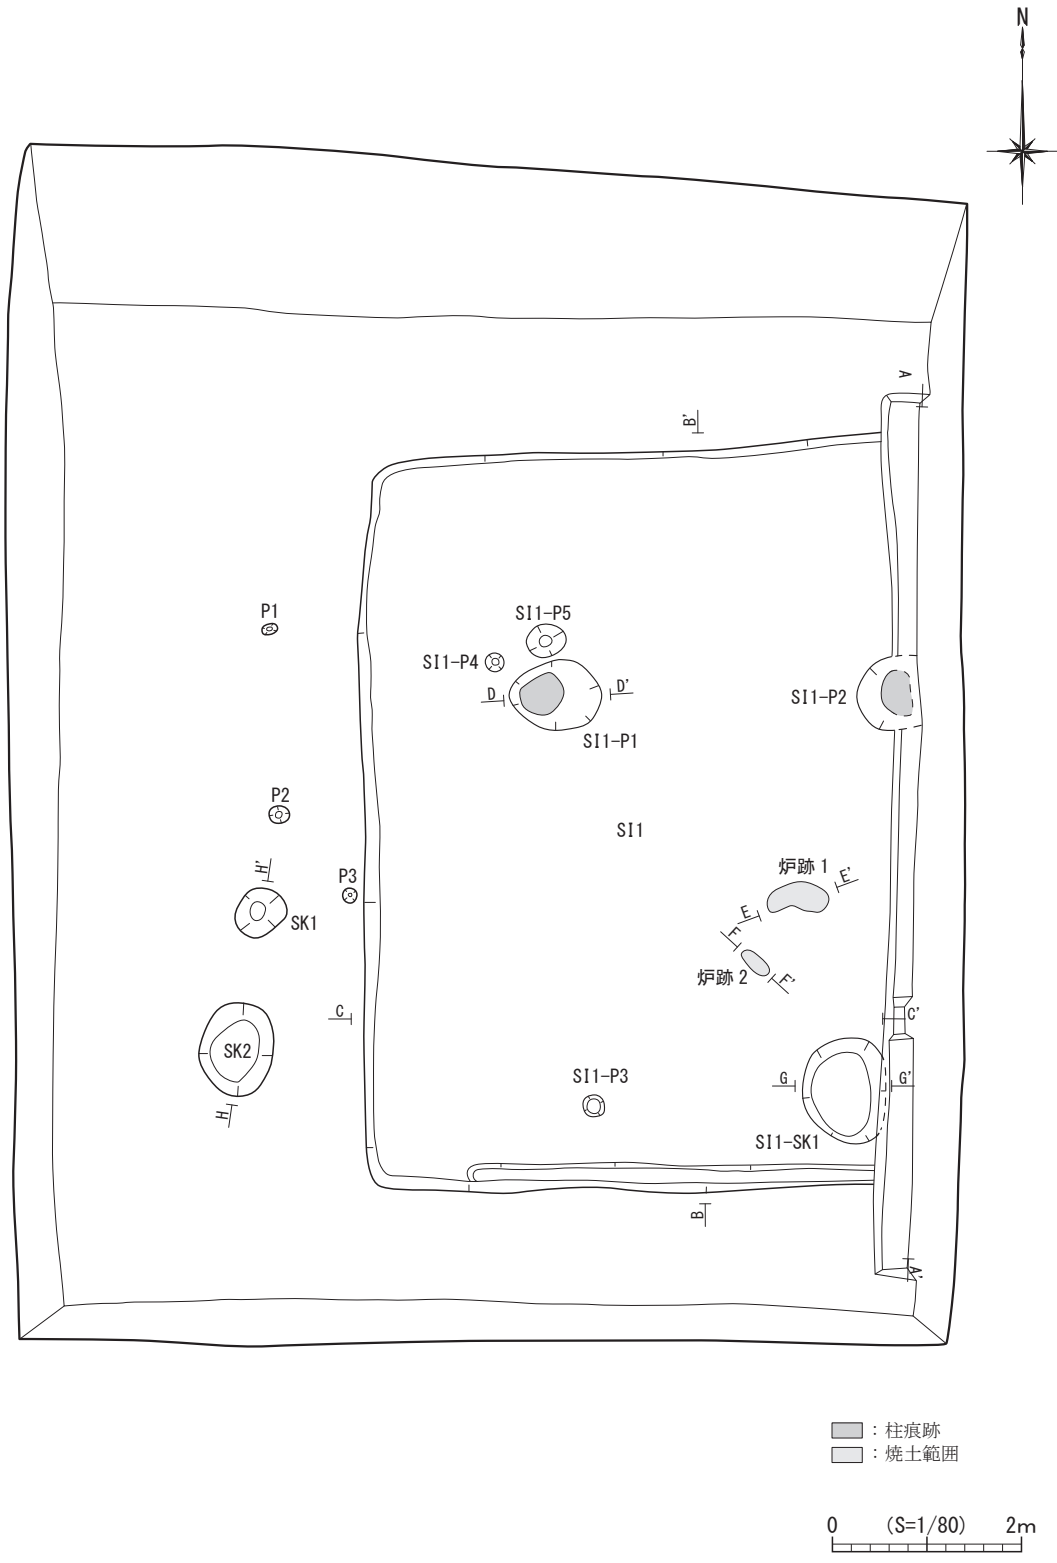 N
A
B'
P1
SI1-P5
SI1-P4
D
D'
SI1-P2
SI1-P1
P2
SI1
H'
P3
炉跡 1
E'
SK1
E
F
炉跡 2
F'
C
C'
SK2
SI1-P3
G
G'
H
SI1-SK1
B
A'
：柱痕跡
：焼土範囲
0 (S=1/80) 2m